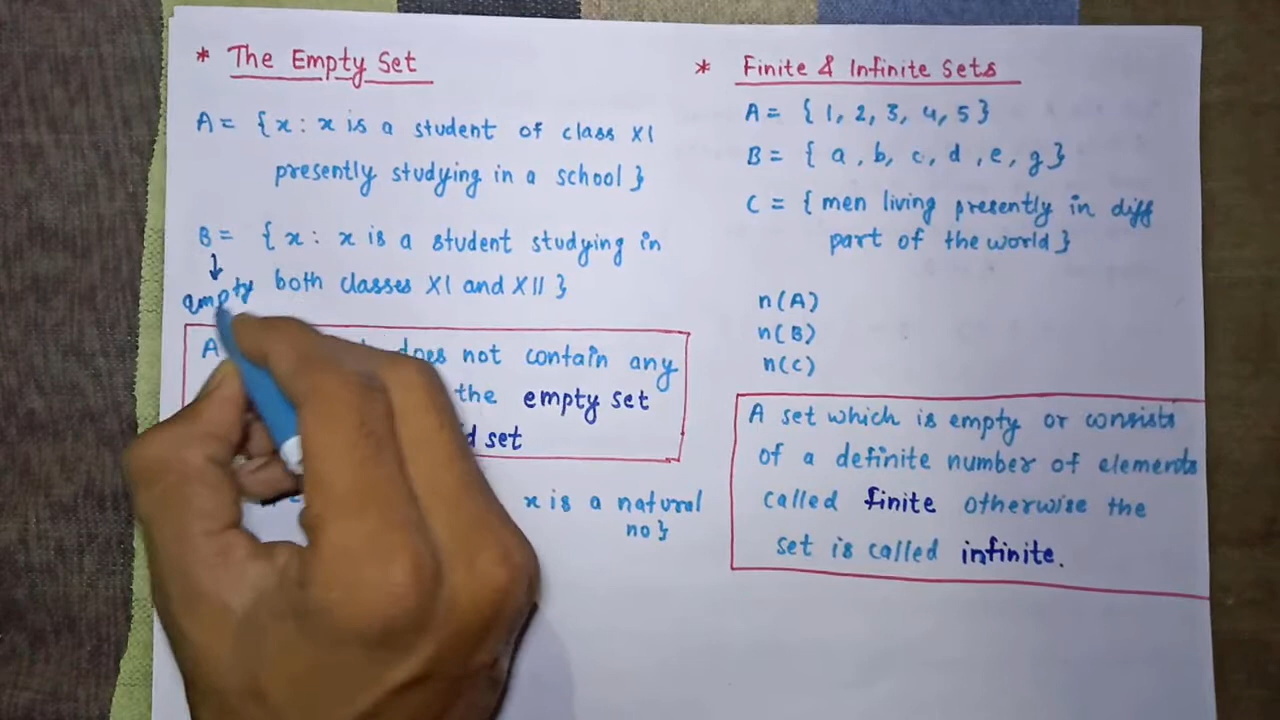 * The Empty Set
A = {x : x is a student of class XI
presently studying in a school}
B = {x : x is a student studying in
both classes XI and XII}
↓
empty
A does not contain any
the empty set
set
x is a natural
no}
* Finite & Infinite Sets
A = {1, 2, 3, 4, 5}
B = {a, b, c, d, e, g}
C = {men living presently in diff
part of the world}
n(A)
n(B)
n(C)
A set which is empty or consists
of a definite number of elements
called finite otherwise the
set is called infinite.